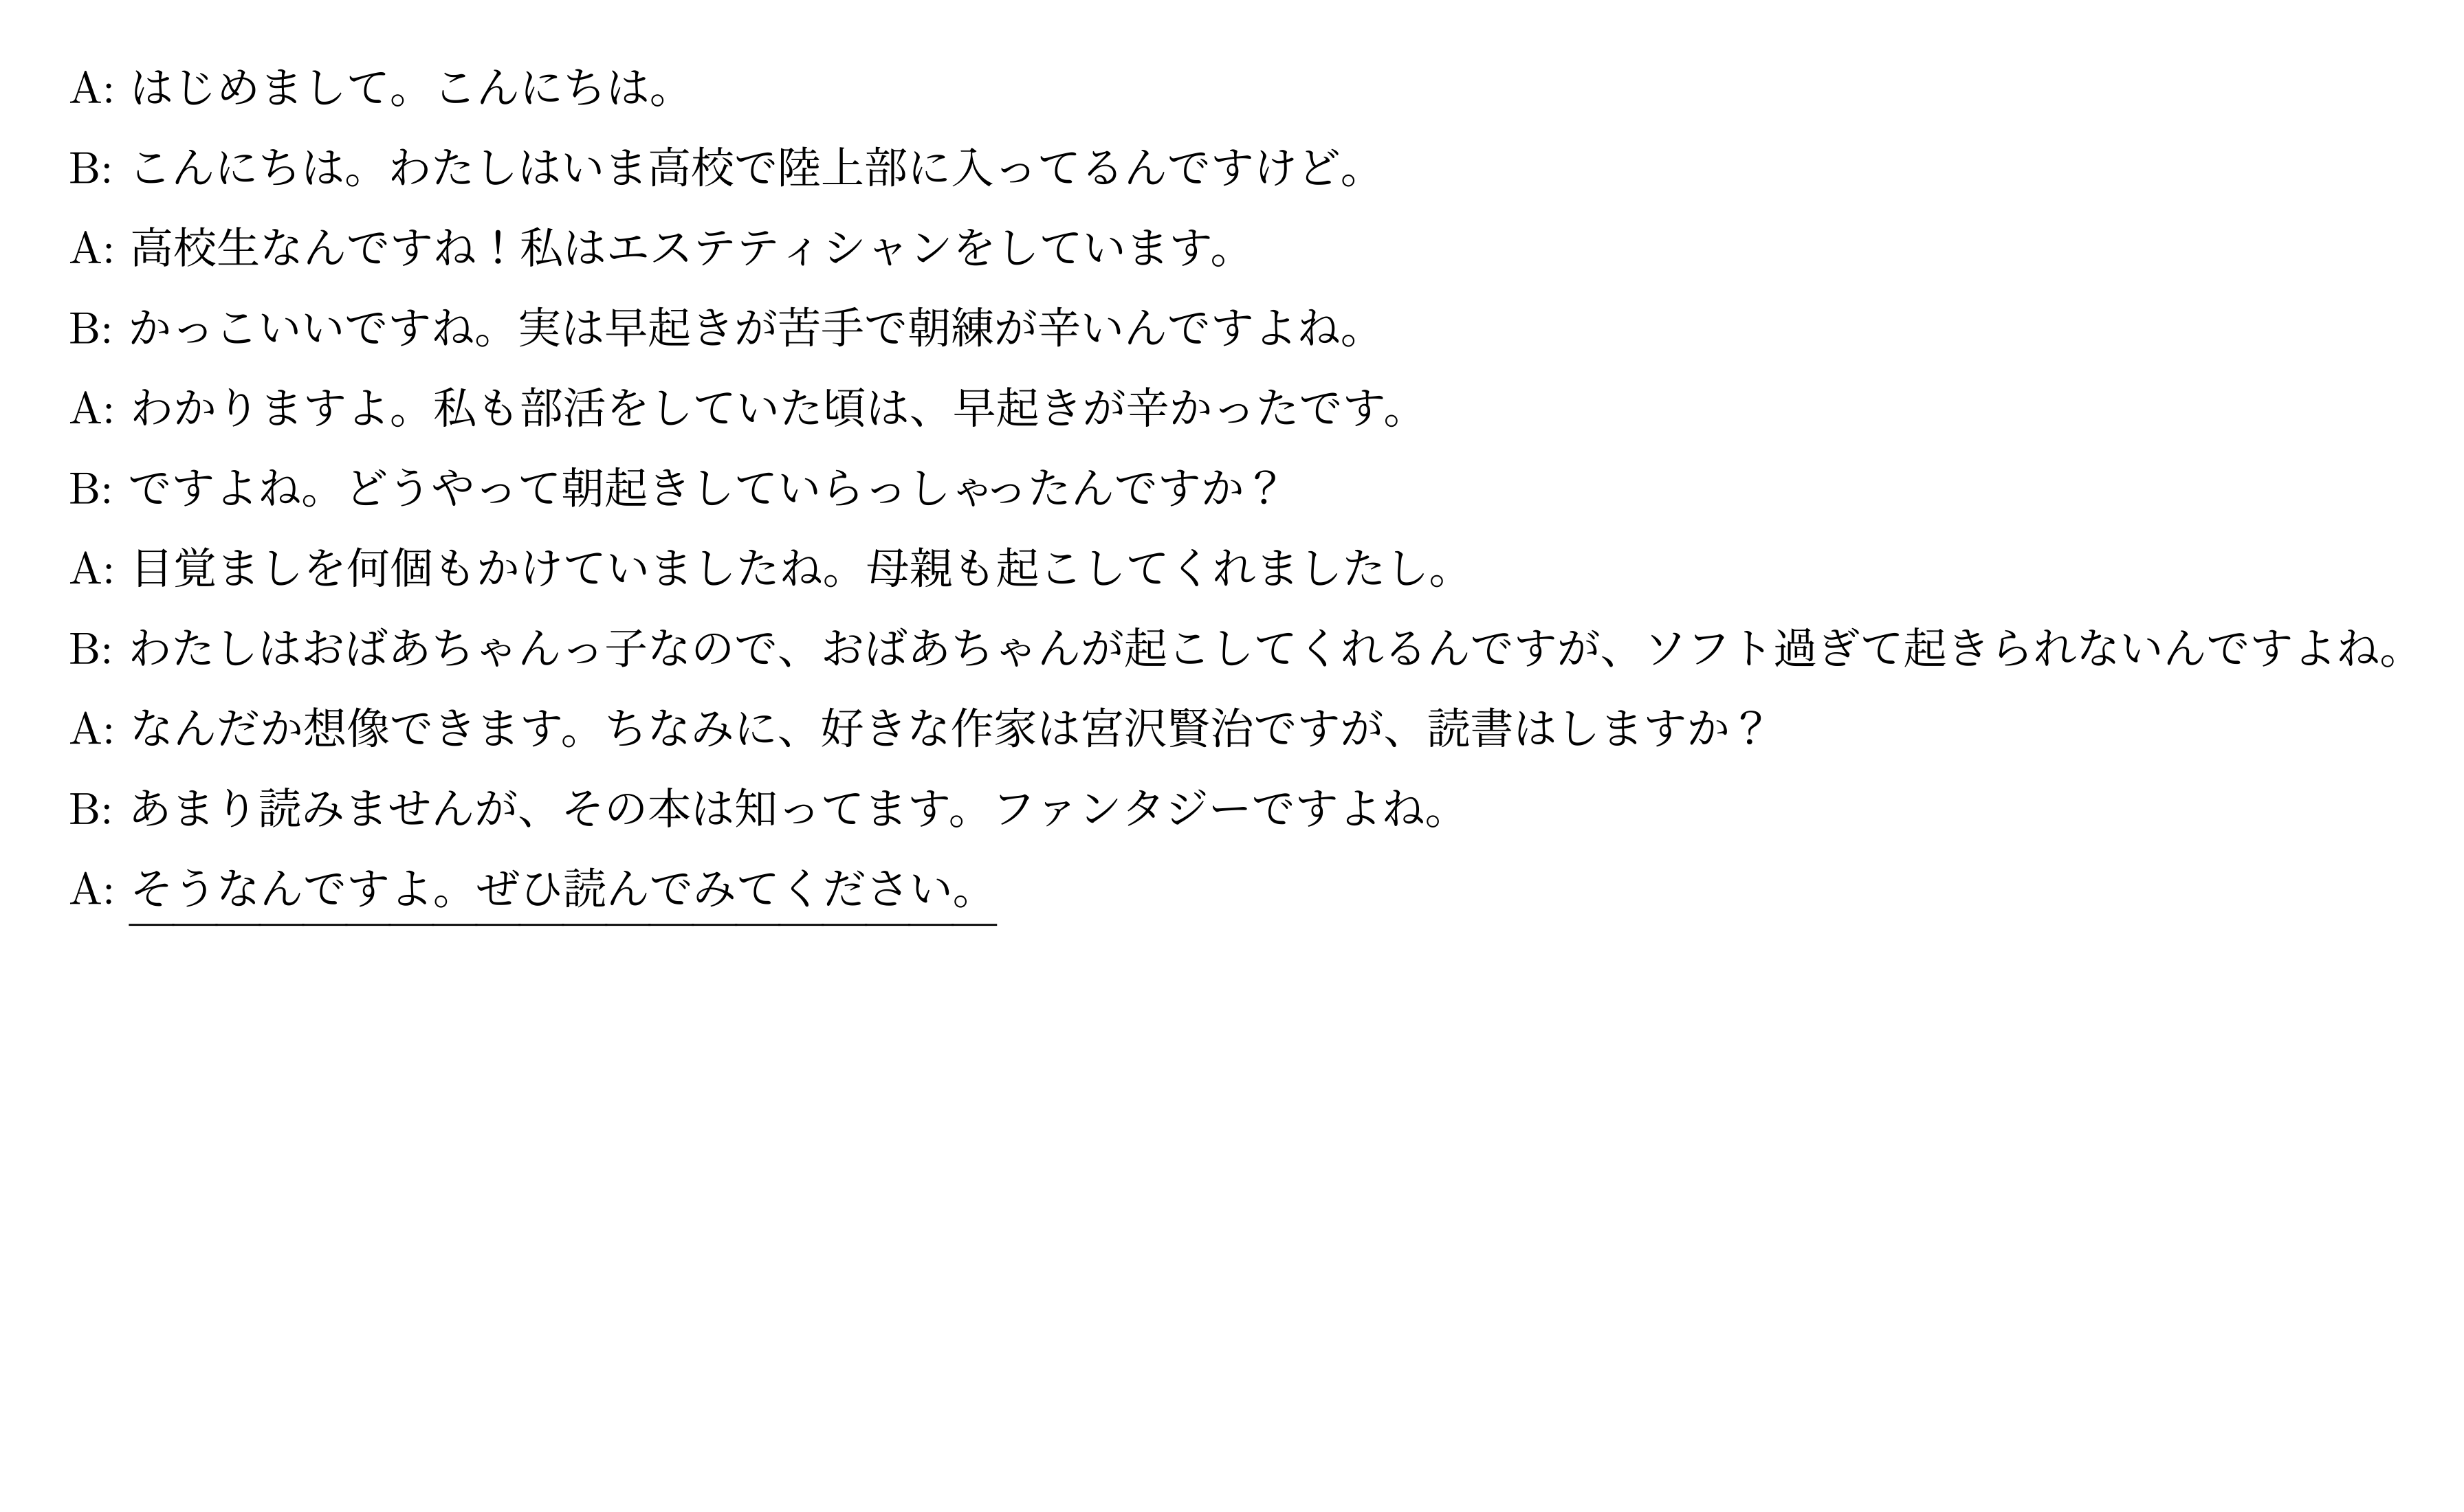 A: はじめまして。こんにちは。
B: こんにちは。わたしはいま高校で陸上部に入ってるんですけど。
A: 高校生なんですね！私はエステティシャンをしています。
B: かっこいいですね。実は早起きが苦手で朝練が辛いんですよね。
A: わかりますよ。私も部活をしていた頃は、早起きが辛かったです。
B: ですよね。どうやって朝起きしていらっしゃったんですか？
A: 目覚ましを何個もかけていましたね。母親も起こしてくれましたし。
B: わたしはおばあちゃんっ子なので、おばあちゃんが起こしてくれるんですが、ソフト過ぎて起きられないんですよね。
A: なんだか想像できます。ちなみに、好きな作家は宮沢賢治ですが、読書はしますか？
B: あまり読みませんが、その本は知ってます。ファンタジーですよね。
A: そうなんですよ。ぜひ読んでみてください。